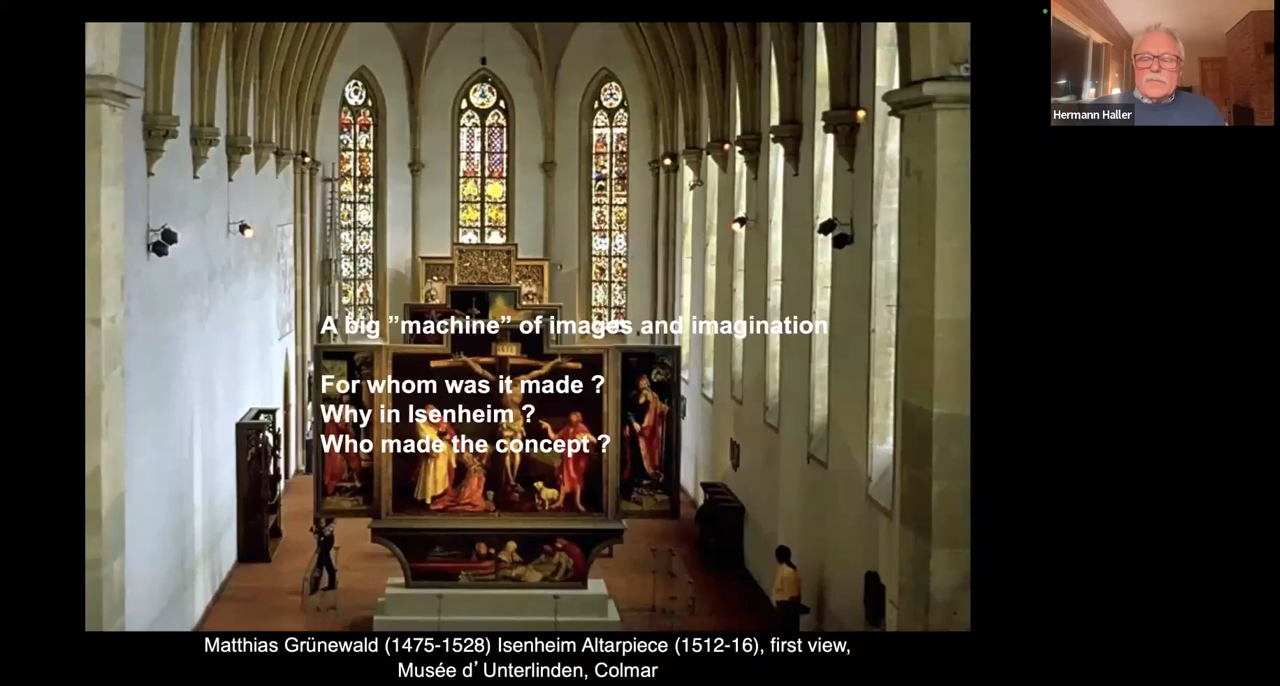 Hermann Haller
A big ”machine” of images and imagination
For whom was it made ?
Why in Isenheim ?
Who made the concept ?
Matthias Grünewald (1475-1528) Isenheim Altarpiece (1512-16), first view,
Musée d’ Unterlinden, Colmar